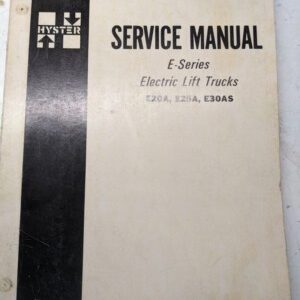 HYSTER
SERVICE MANUAL
E-Series
Electric Lift Trucks
E20A, E25A, E30AS